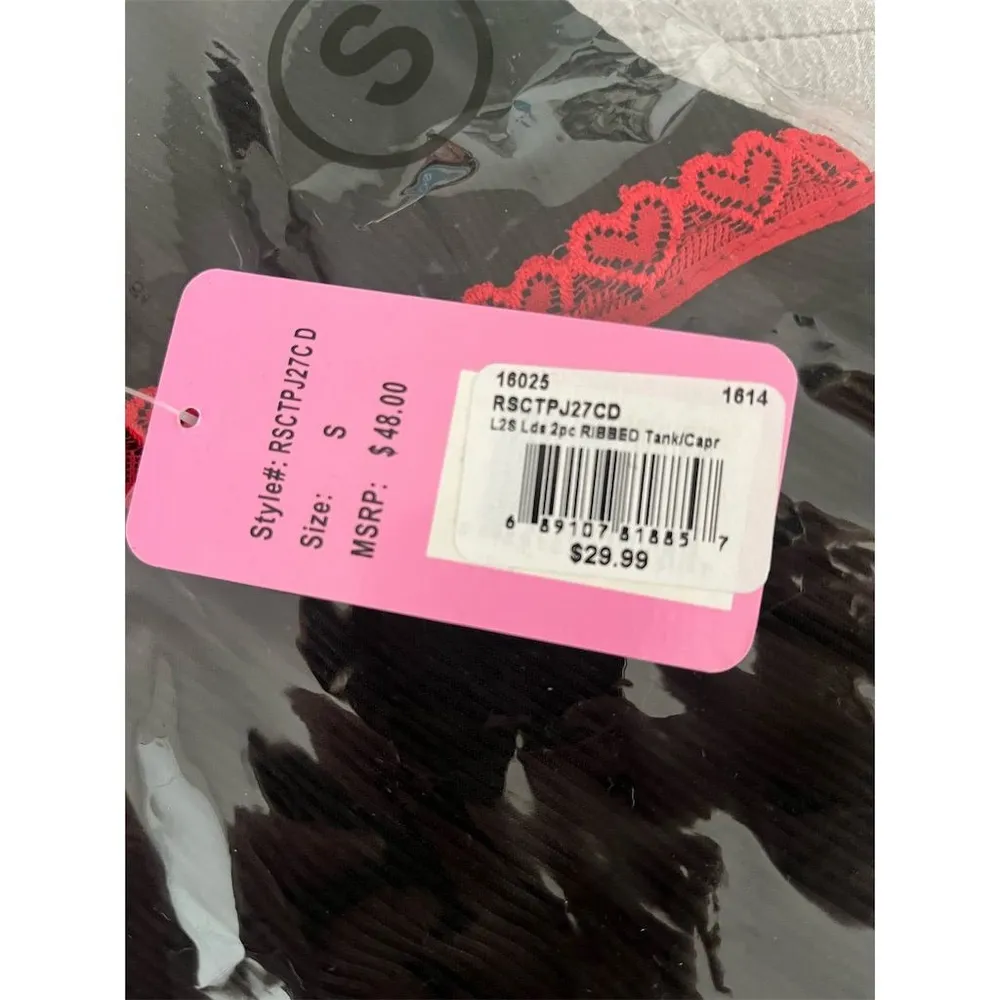 S
Style#: RSCTPJ27CD
Size: S
MSRP: $48.00
16025 1614
RSCTPJ27CD
L2S Lds 2pc RIBBED Tank/Capr
6 89107 81885 7
$29.99